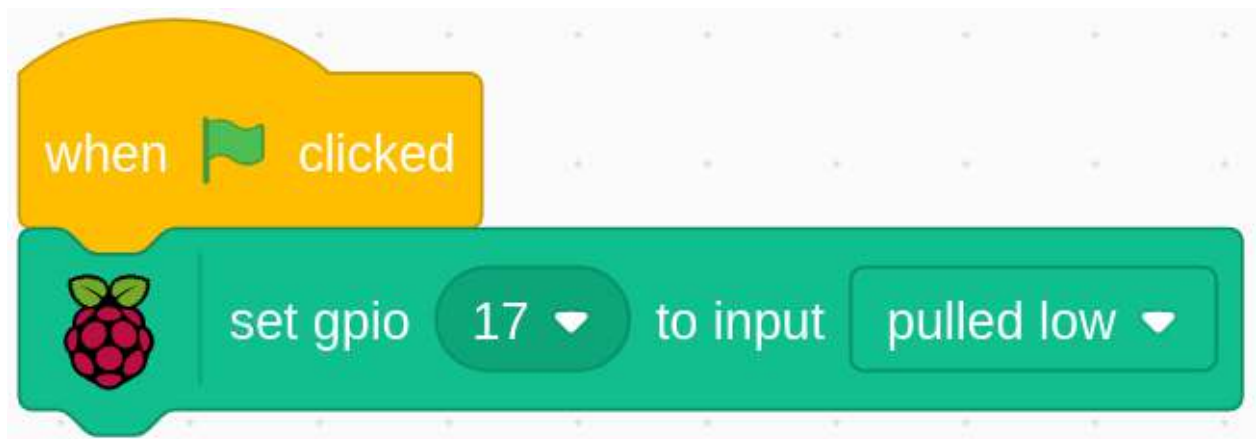 when clicked
set gpio 17 to input pulled low